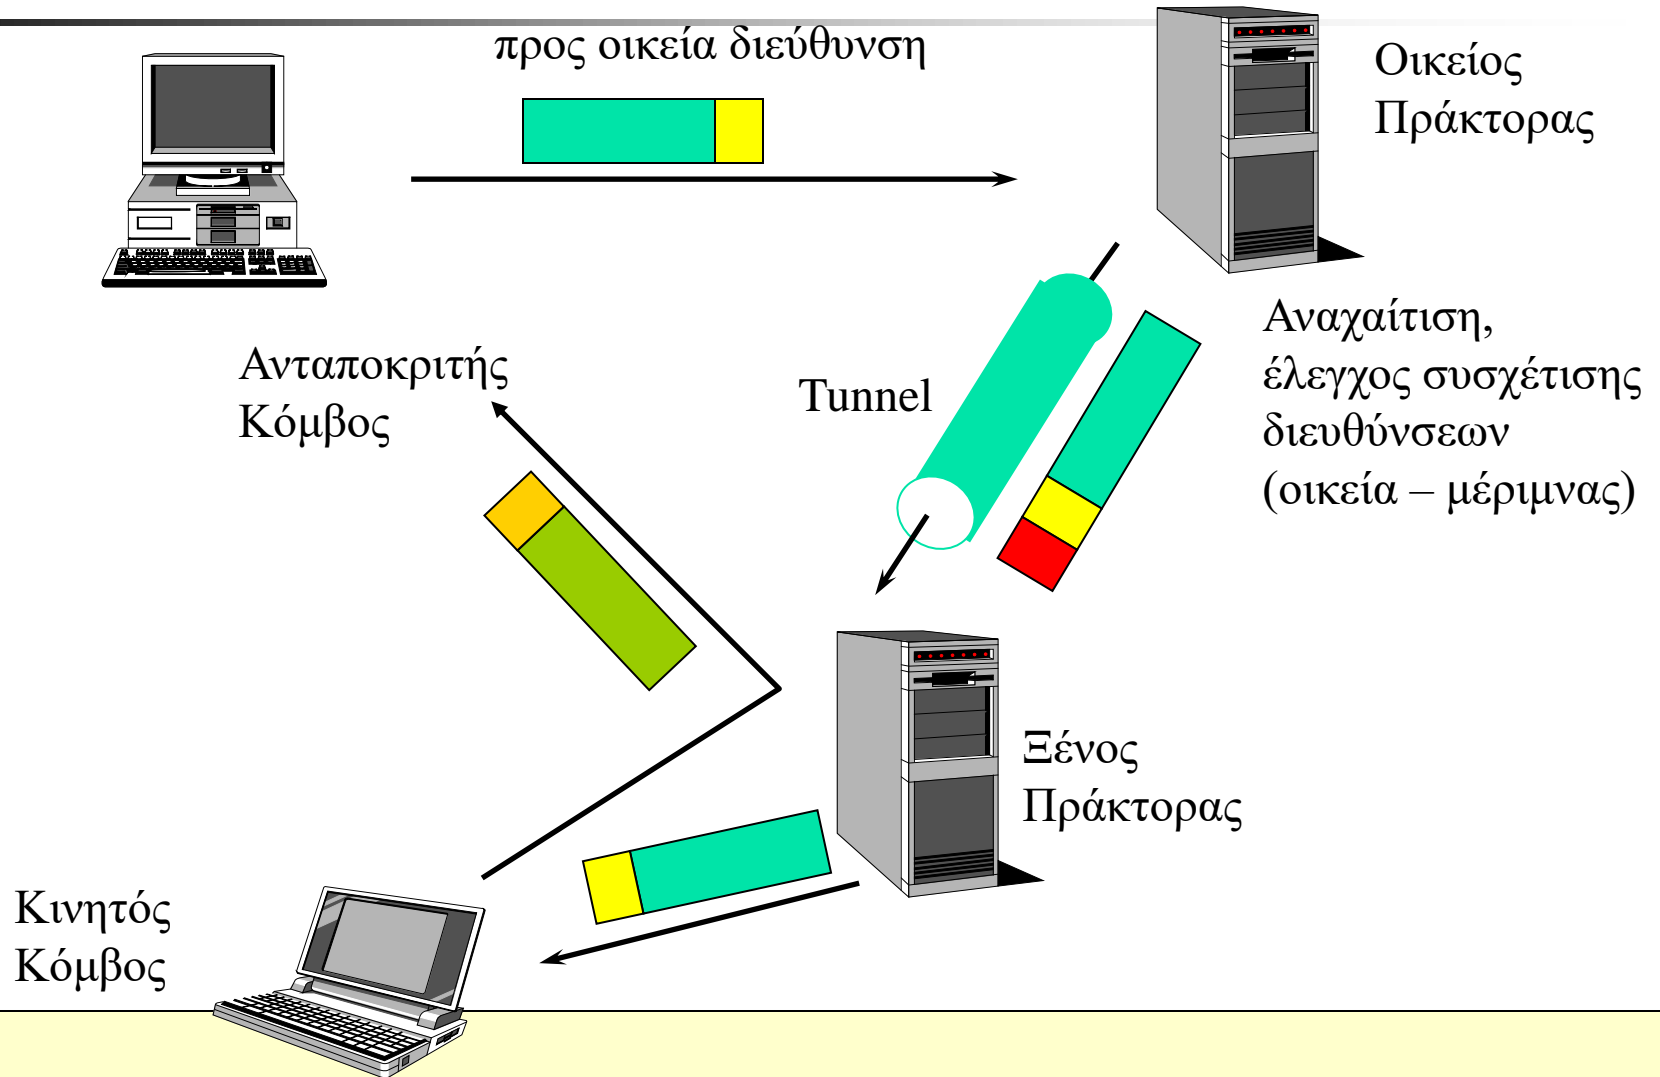 προς οικεία διεύθυνση
Οικείος
Πράκτορας
Ανταποκριτής
Κόμβος
Tunnel
Αναχαίτιση,
έλεγχος συσχέτισης
διευθύνσεων
(οικεία – μέριμνας)
Ξένος
Πράκτορας
Κινητός
Κόμβος